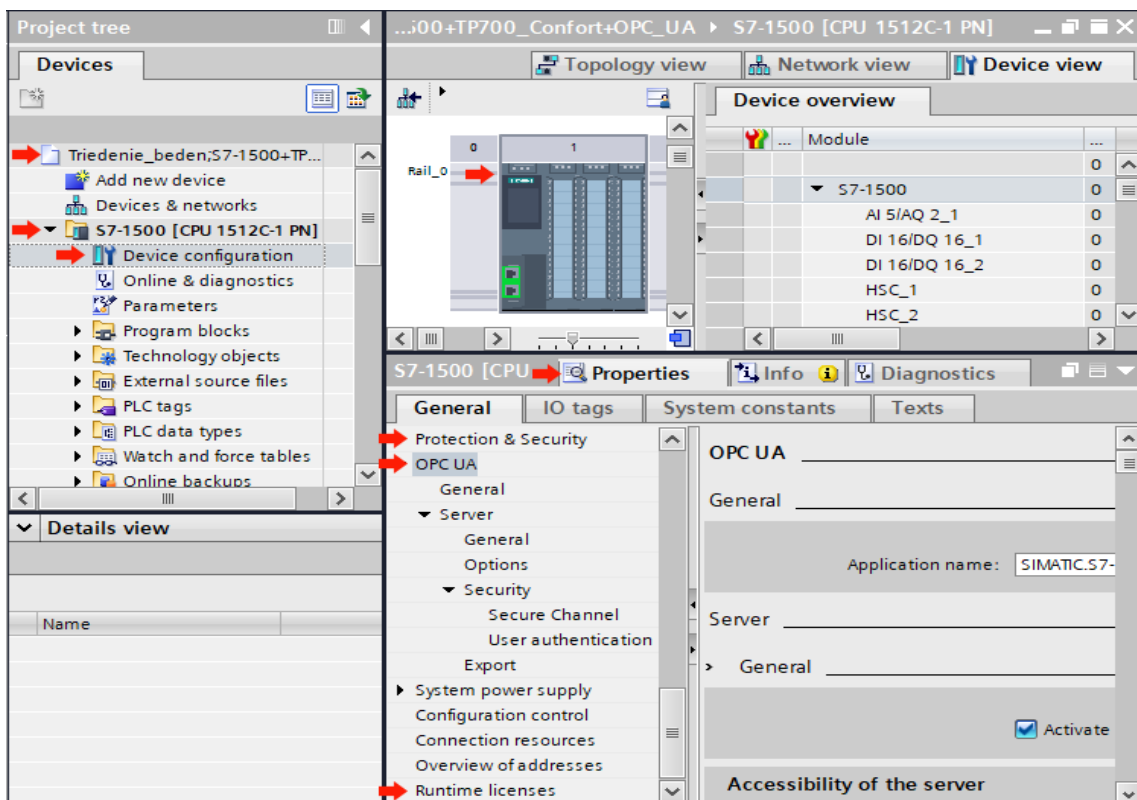 Project tree
Devices
Triedenie_beden;S7-1500+TP...
Add new device
Devices & networks
S7-1500 [CPU 1512C-1 PN]
Device configuration
Online & diagnostics
Parameters
Program blocks
Technology objects
External source files
PLC tags
PLC data types
Watch and force tables
Online backups
Details view
Name
...500+TP700_Confort+OPC_UA S7-1500 [CPU 1512C-1 PN]
Topology view Network view Device view
Rail_0
0 1
Device overview
... Module ...
0
S7-1500 0
AI 5/AQ 2_1 0
DI 16/DQ 16_1 0
DI 16/DQ 16_2 0
HSC_1 0
HSC_2 0
S7-1500 [CPU Properties Info Diagnostics
General IO tags System constants Texts
Protection & Security
OPC UA
General
Server
General
Options
Security
Secure Channel
User authentication
Export
System power supply
Configuration control
Connection resources
Overview of addresses
Runtime licenses
OPC UA
General
Application name: SIMATIC.S7-
Server
General
Activate
Accessibility of the server